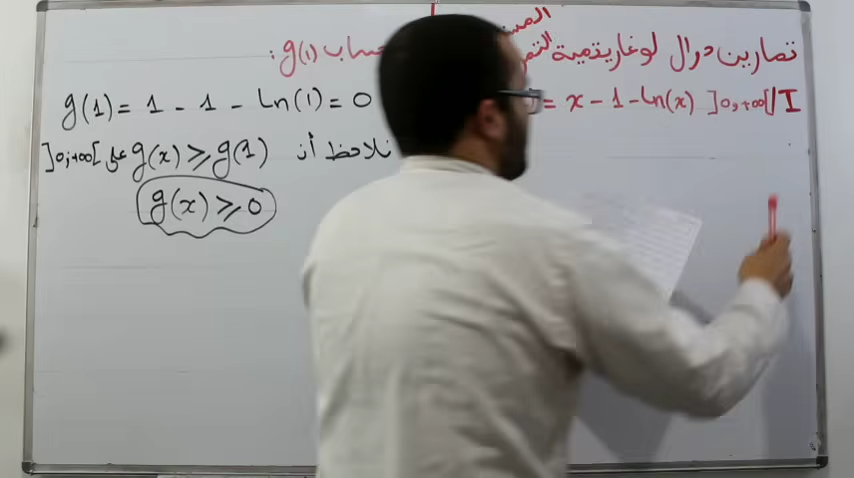 تمارين دوال لوغاريتمية
حساب g(1) :
= x - 1 - ln(x) ]0,+∞[ /I
g(1) = 1 - 1 - Ln(1) = 0
نلاحظ أن g(x) ≥ g(1) على ]0,+∞[
g(x) ≥ 0